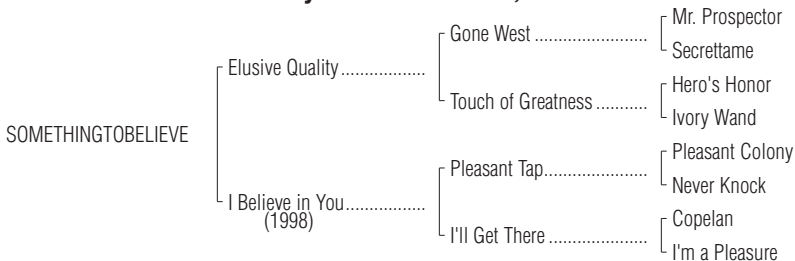 Mr. Prospector
Gone West ...................
Secrettame
Elusive Quality.................
Hero's Honor
Touch of Greatness ...........
Ivory Wand
SOMETHINGTOBELIEVE
Pleasant Colony
Pleasant Tap.....................
Never Knock
I Believe in You.................
(1998)
Copelan
I'll Get There ....................
I'm a Pleasure